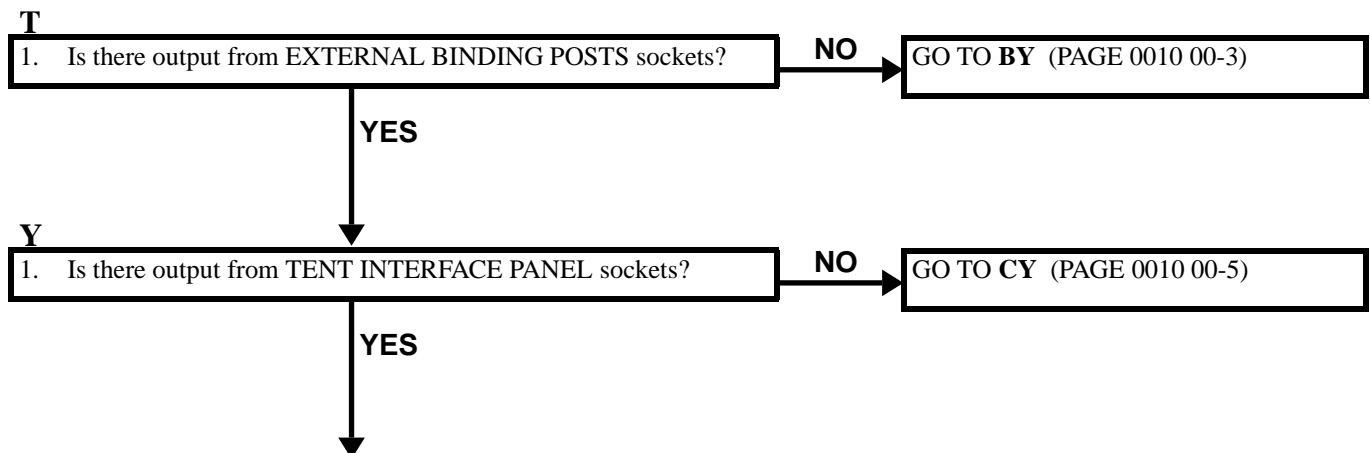 T
1. Is there output from EXTERNAL BINDING POSTS sockets?
NO
GO TO BY (PAGE 0010 00-3)
YES
Y
1. Is there output from TENT INTERFACE PANEL sockets?
NO
GO TO CY (PAGE 0010 00-5)
YES